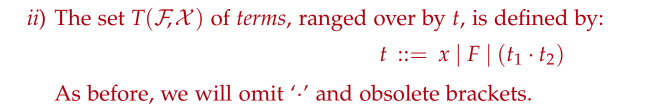 ii) The set T(ℱ,𝒳) of terms, ranged over by t, is defined by:
t ::= x | F | (t₁ · t₂)
As before, we will omit ‘·’ and obsolete brackets.